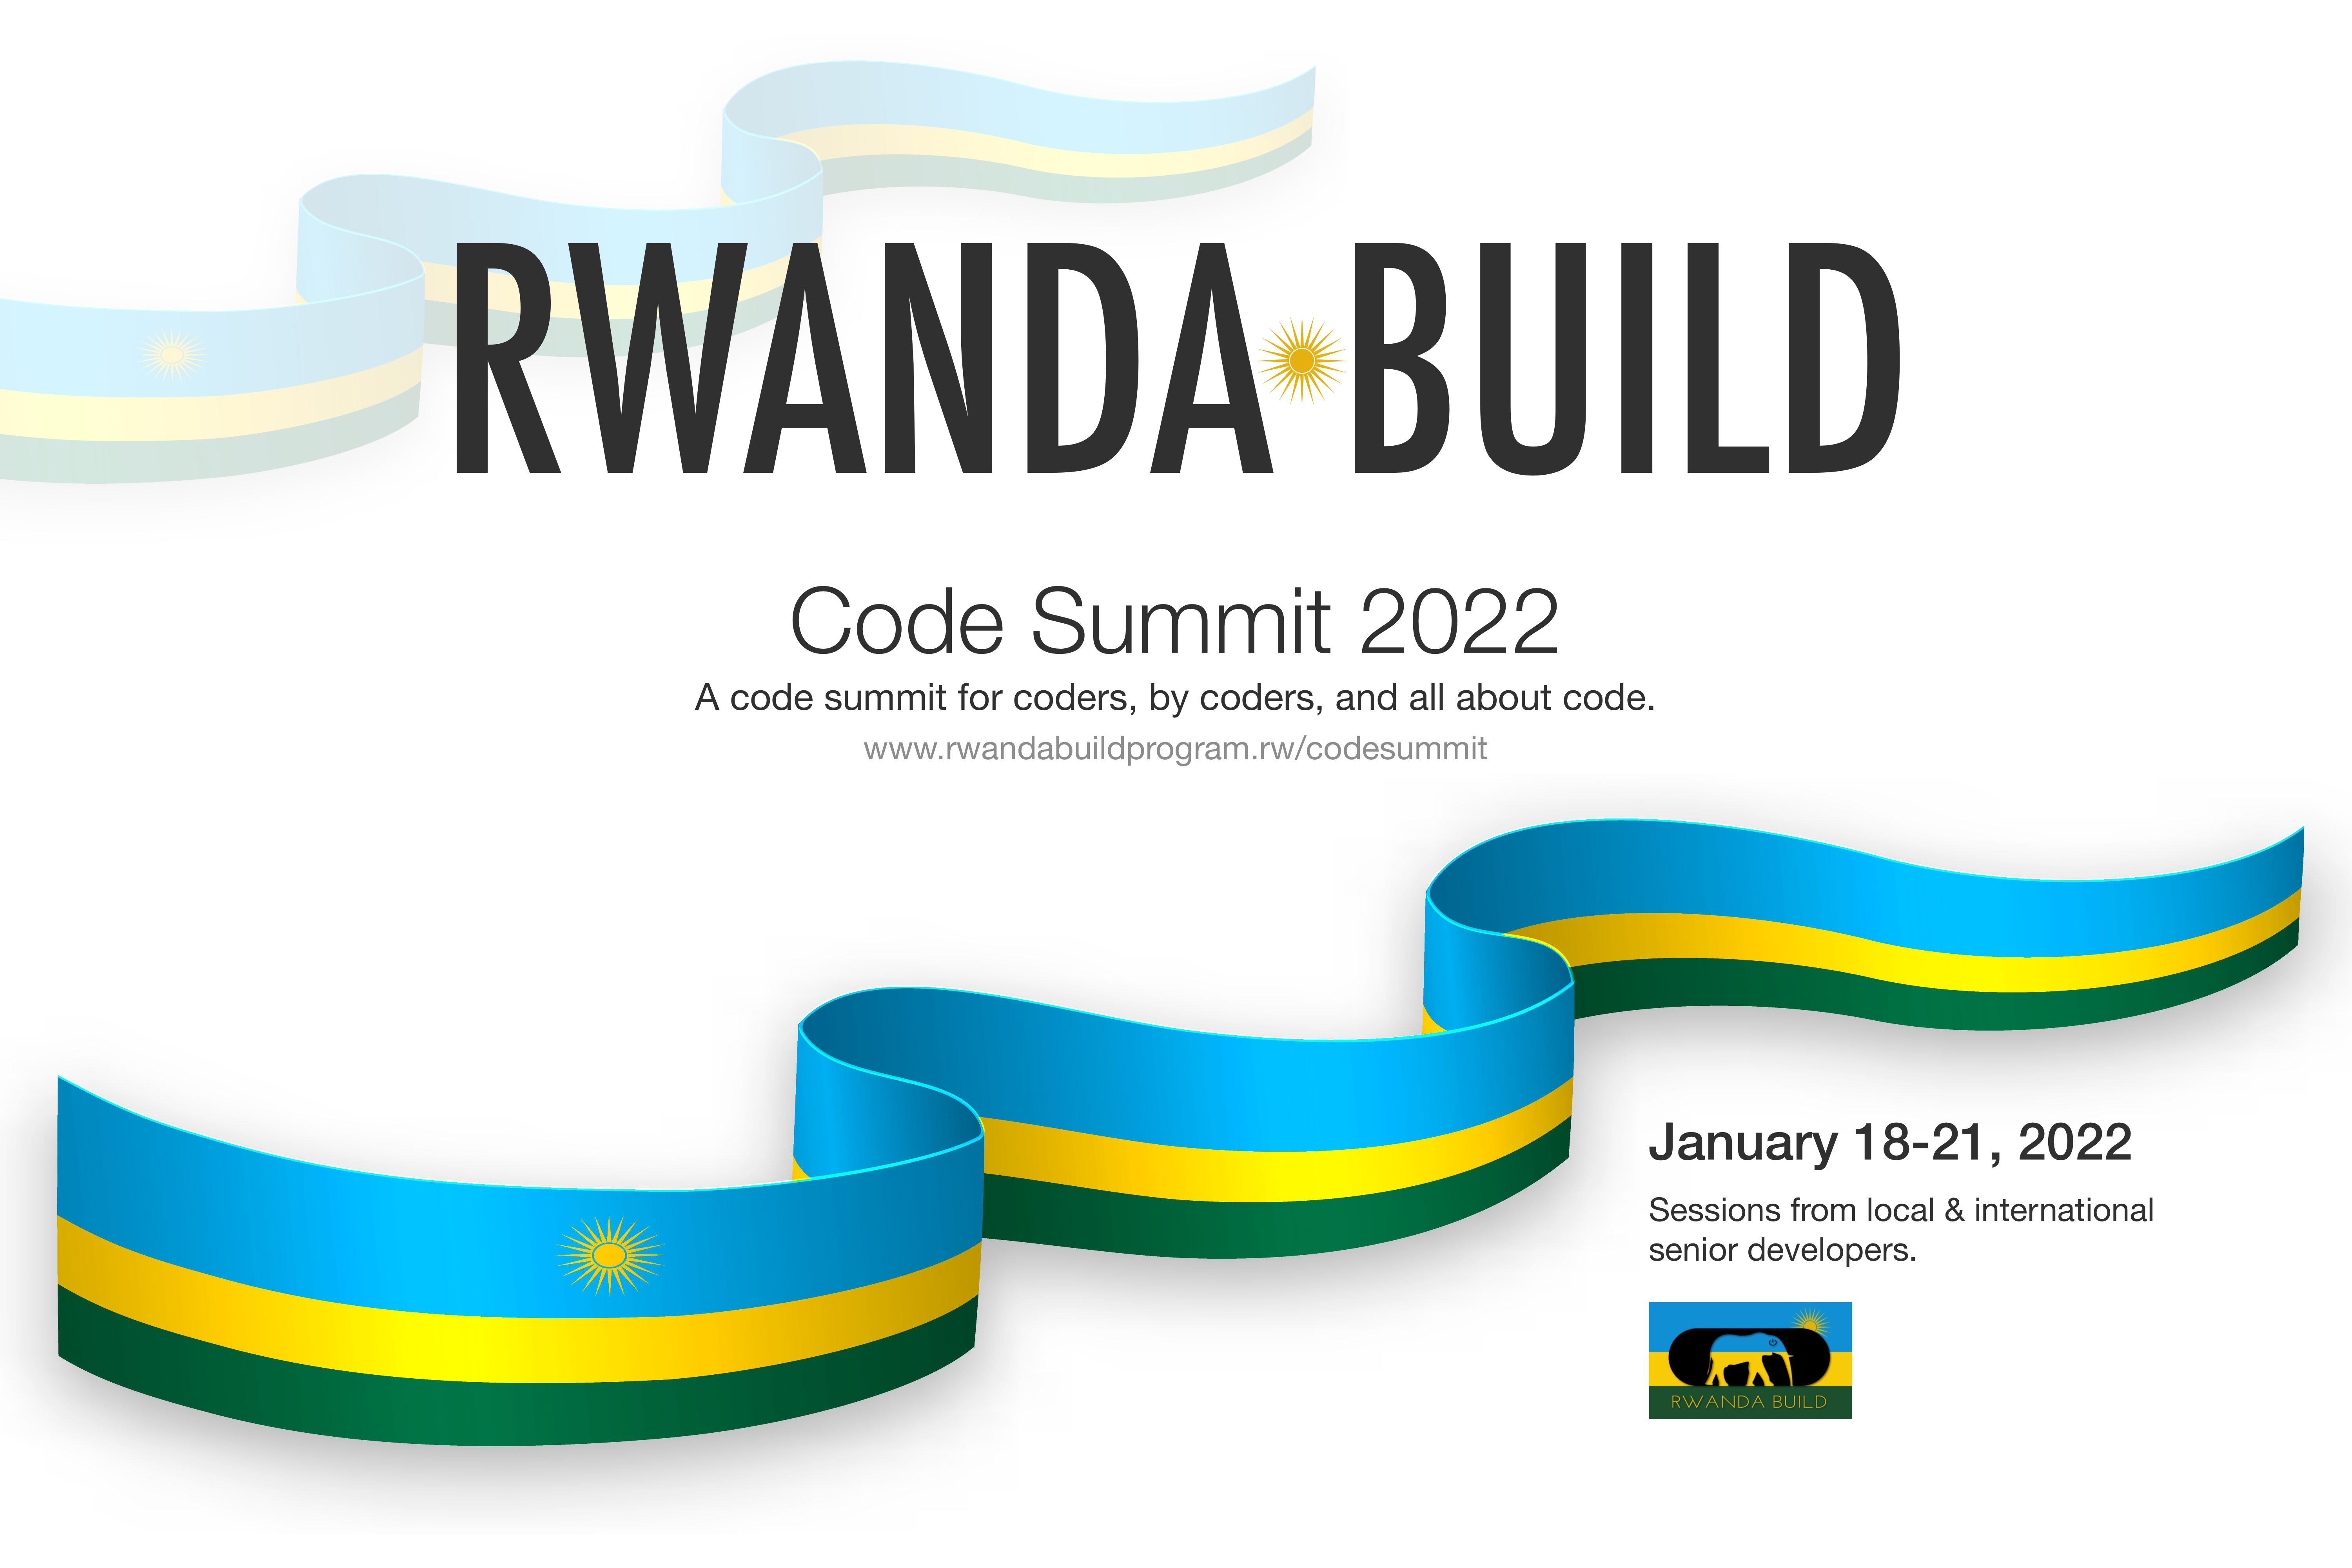 RWANDA BUILD
Code Summit 2022
A code summit for coders, by coders, and all about code.
www.rwandabuildprogram.rw/codesummit
January 18-21, 2022
Sessions from local & international
senior developers.
RWANDA BUILD